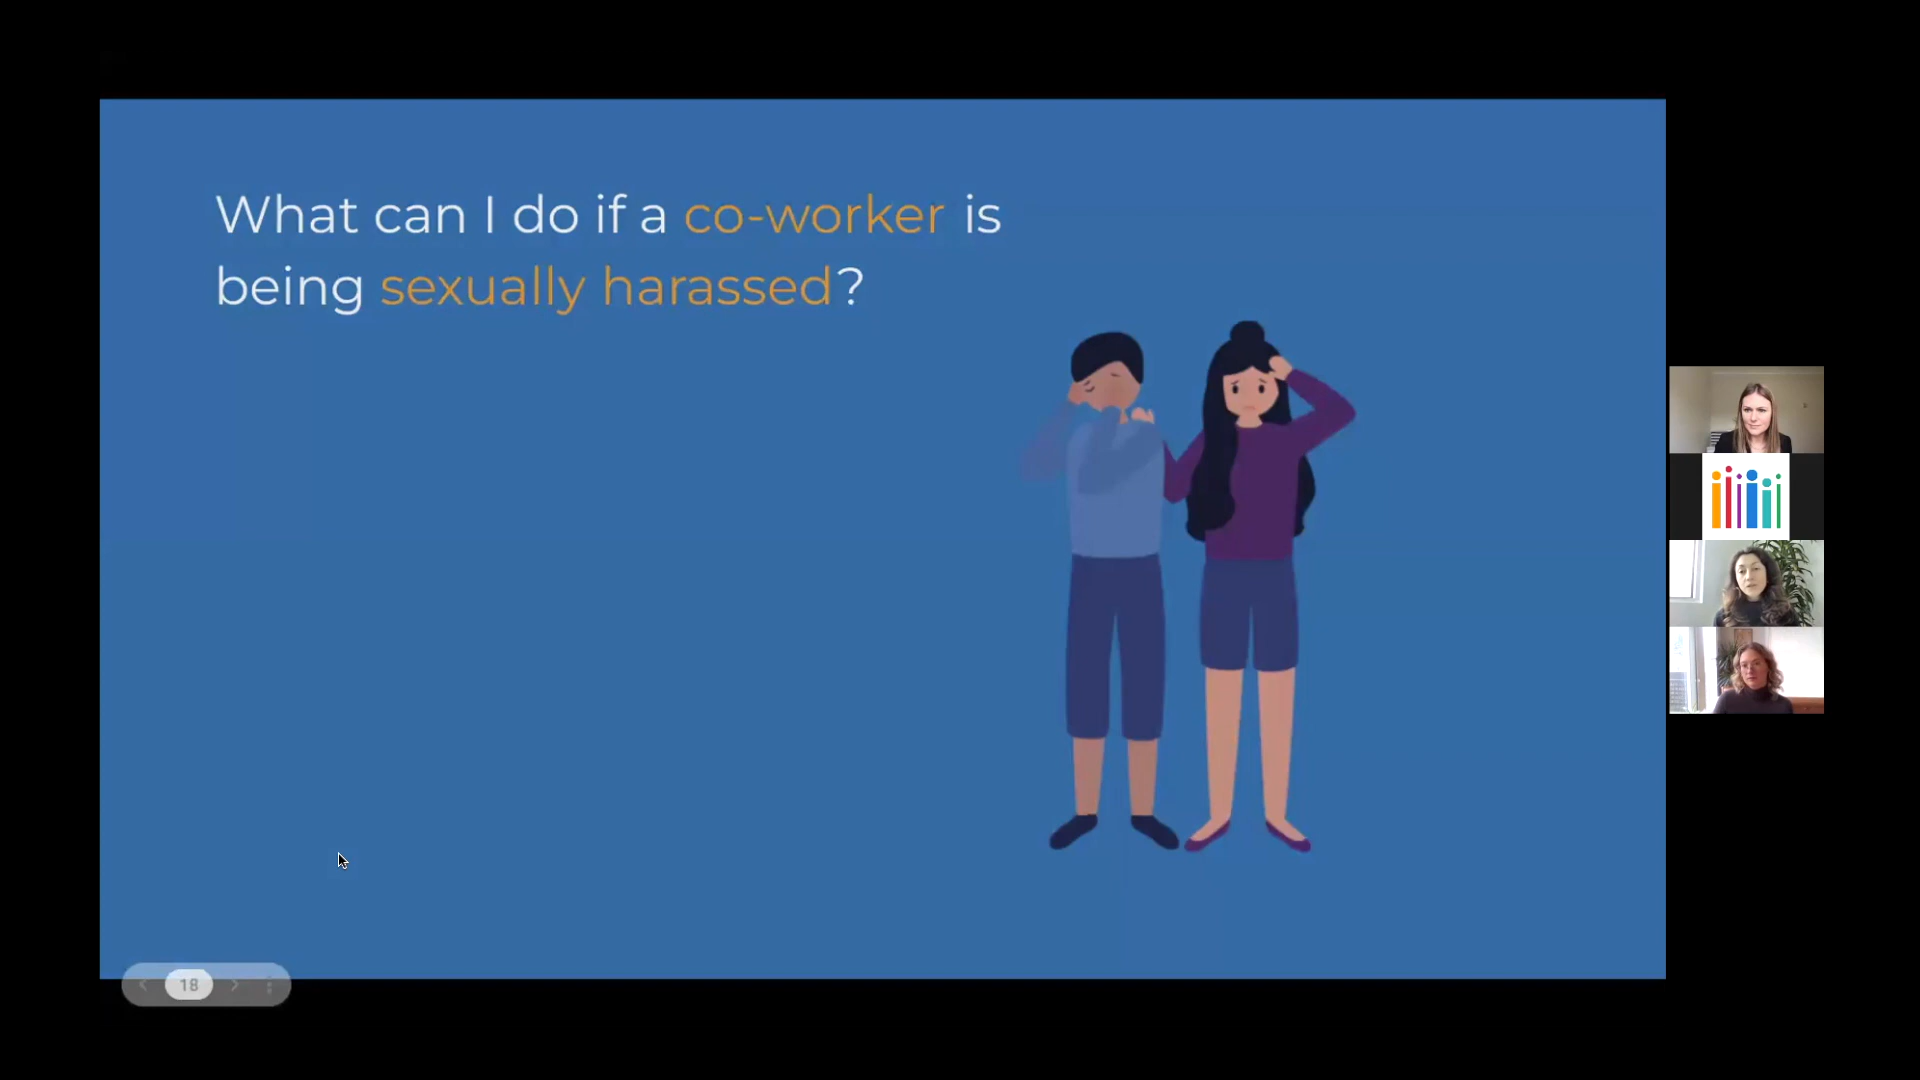 What can I do if a co-worker is
being sexually harassed?
18